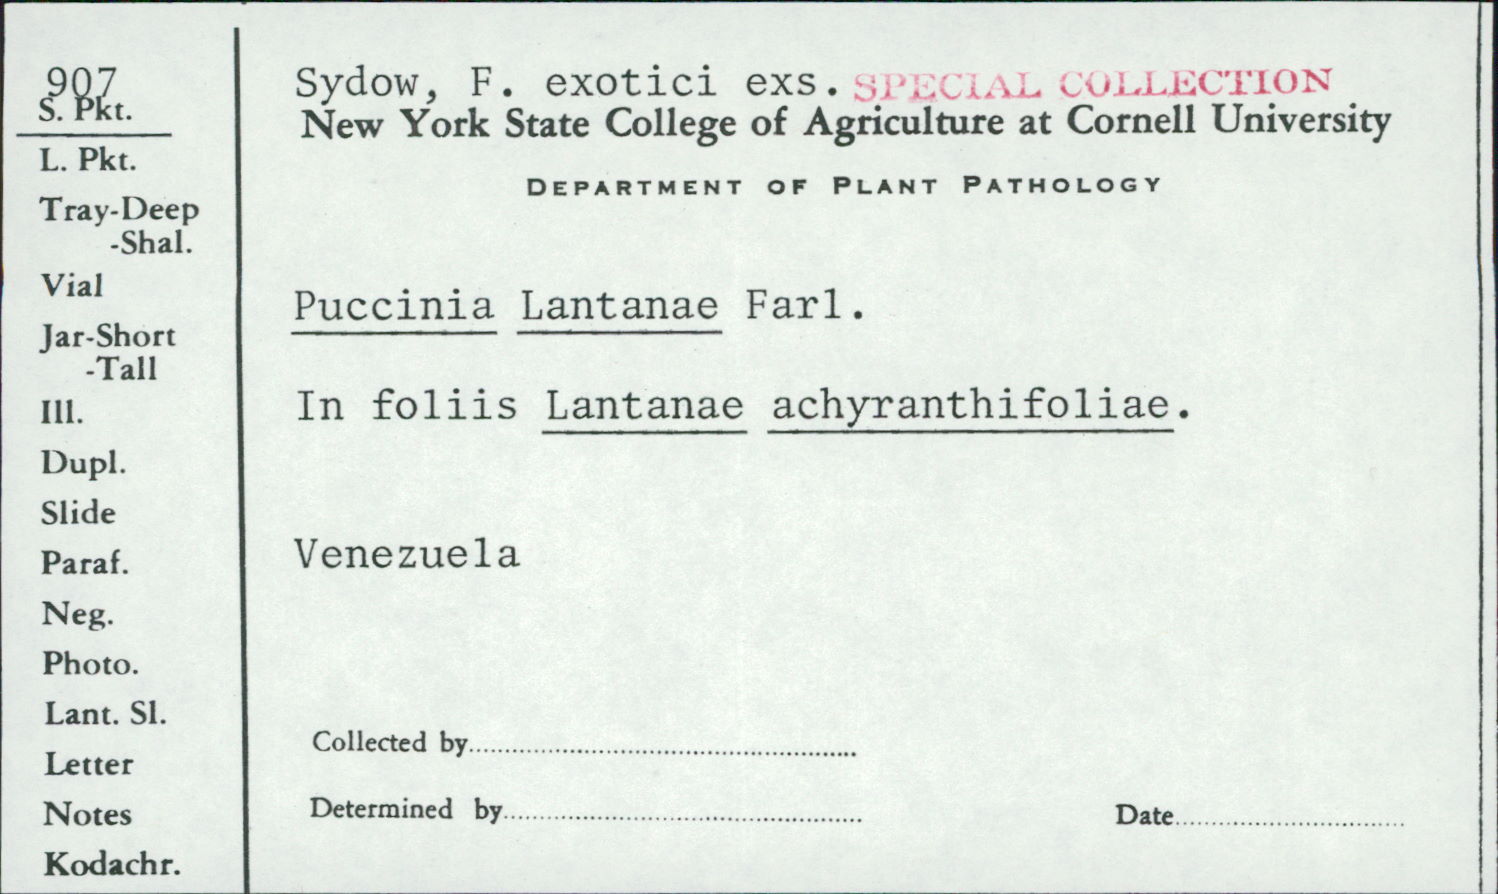 907
S. Pkt.
L. Pkt.
Tray-Deep
-Shal.
Vial
Jar-Short
-Tall
Ill.
Dupl.
Slide
Paraf.
Neg.
Photo.
Lant. Sl.
Letter
Notes
Kodachr.
Sydow, F. exotici exs. SPECIAL COLLECTION
New York State College of Agriculture at Cornell University
DEPARTMENT OF PLANT PATHOLOGY
Puccinia Lantanae Farl.
In foliis Lantanae achyranthifoliae.
Venezuela
Collected by
Determined by
Date